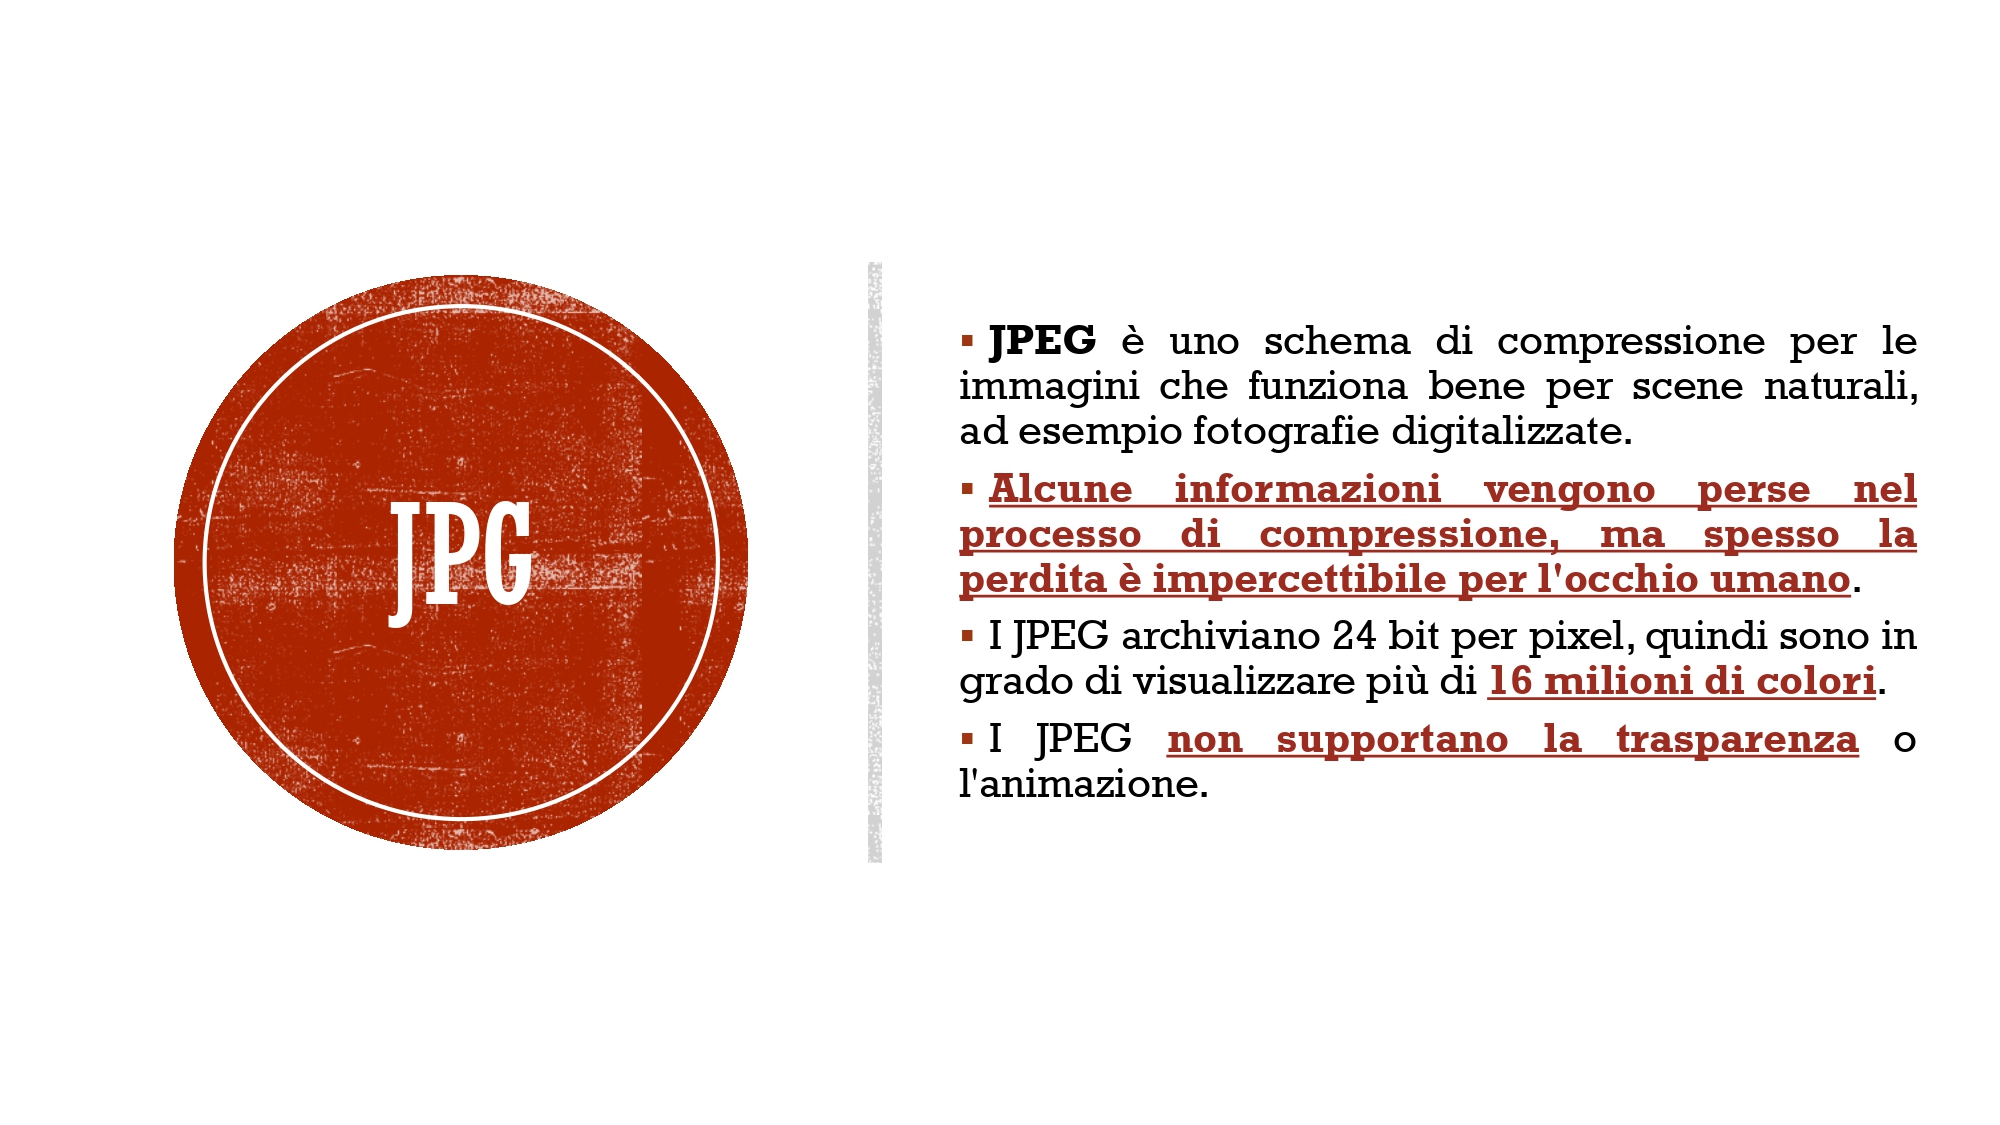 JPG
▪ JPEG è uno schema di compressione per le
immagini che funziona bene per scene naturali,
ad esempio fotografie digitalizzate.
▪ Alcune informazioni vengono perse nel
processo di compressione, ma spesso la
perdita è impercettibile per l'occhio umano.
▪ I JPEG archiviano 24 bit per pixel, quindi sono in
grado di visualizzare più di 16 milioni di colori.
▪ I JPEG non supportano la trasparenza o
l'animazione.